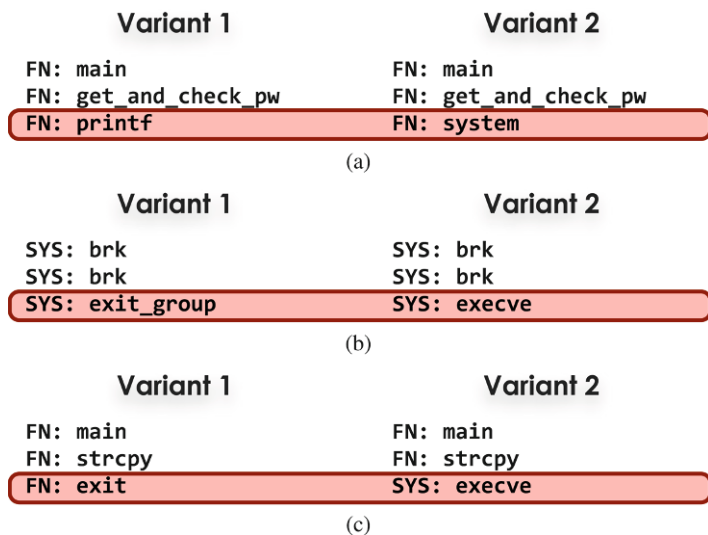 Variant 1 Variant 2
FN: main FN: main
FN: get_and_check_pw FN: get_and_check_pw
FN: printf FN: system
(a)
Variant 1 Variant 2
SYS: brk SYS: brk
SYS: brk SYS: brk
SYS: exit_group SYS: execve
(b)
Variant 1 Variant 2
FN: main FN: main
FN: strcpy FN: strcpy
FN: exit SYS: execve
(c)